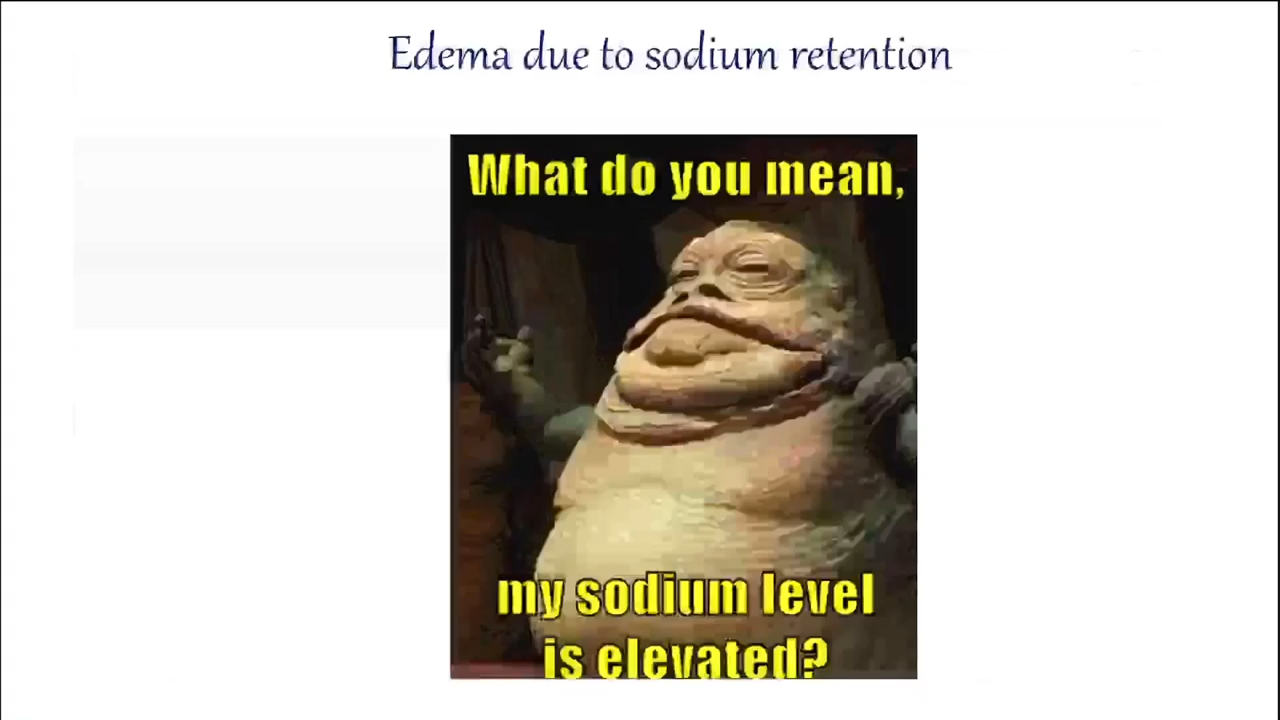 Edema due to sodium retention
What do you mean,
my sodium level
is elevated?